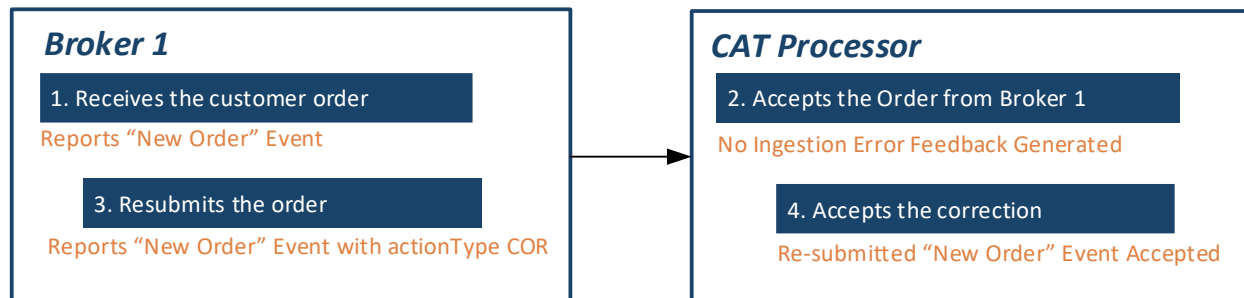 Broker 1
1. Receives the customer order
Reports “New Order” Event
3. Resubmits the order
Reports “New Order” Event with actionType COR
CAT Processor
2. Accepts the Order from Broker 1
No Ingestion Error Feedback Generated
4. Accepts the correction
Re-submitted “New Order” Event Accepted